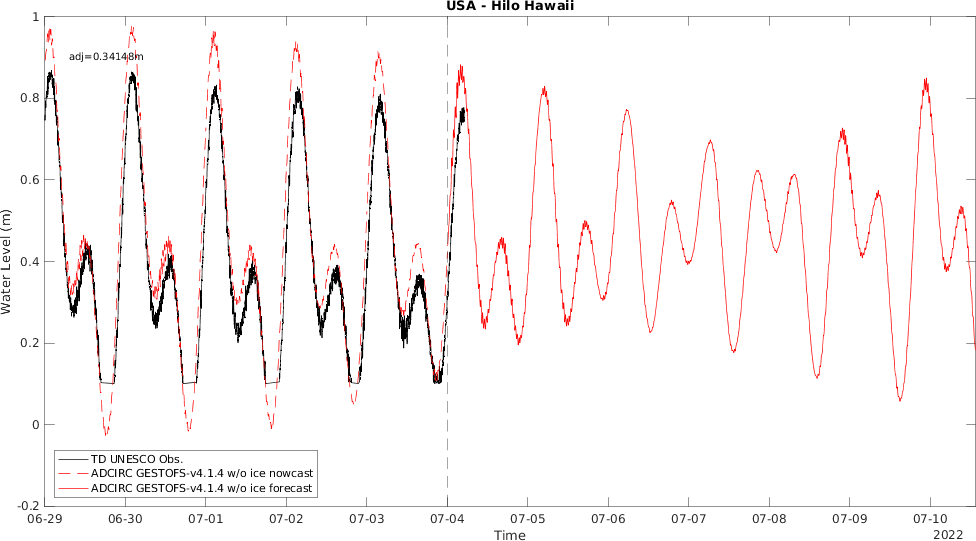 USA - Hilo Hawaii
adj=0.34148m
1
0.8
0.6
0.4
0.2
0
-0.2
Water Level (m)
TD UNESCO Obs.
ADCIRC GESTOFS-v4.1.4 w/o ice nowcast
ADCIRC GESTOFS-v4.1.4 w/o ice forecast
06-29 06-30 07-01 07-02 07-03 07-04 07-05 07-06 07-07 07-08 07-09 07-10
Time
2022